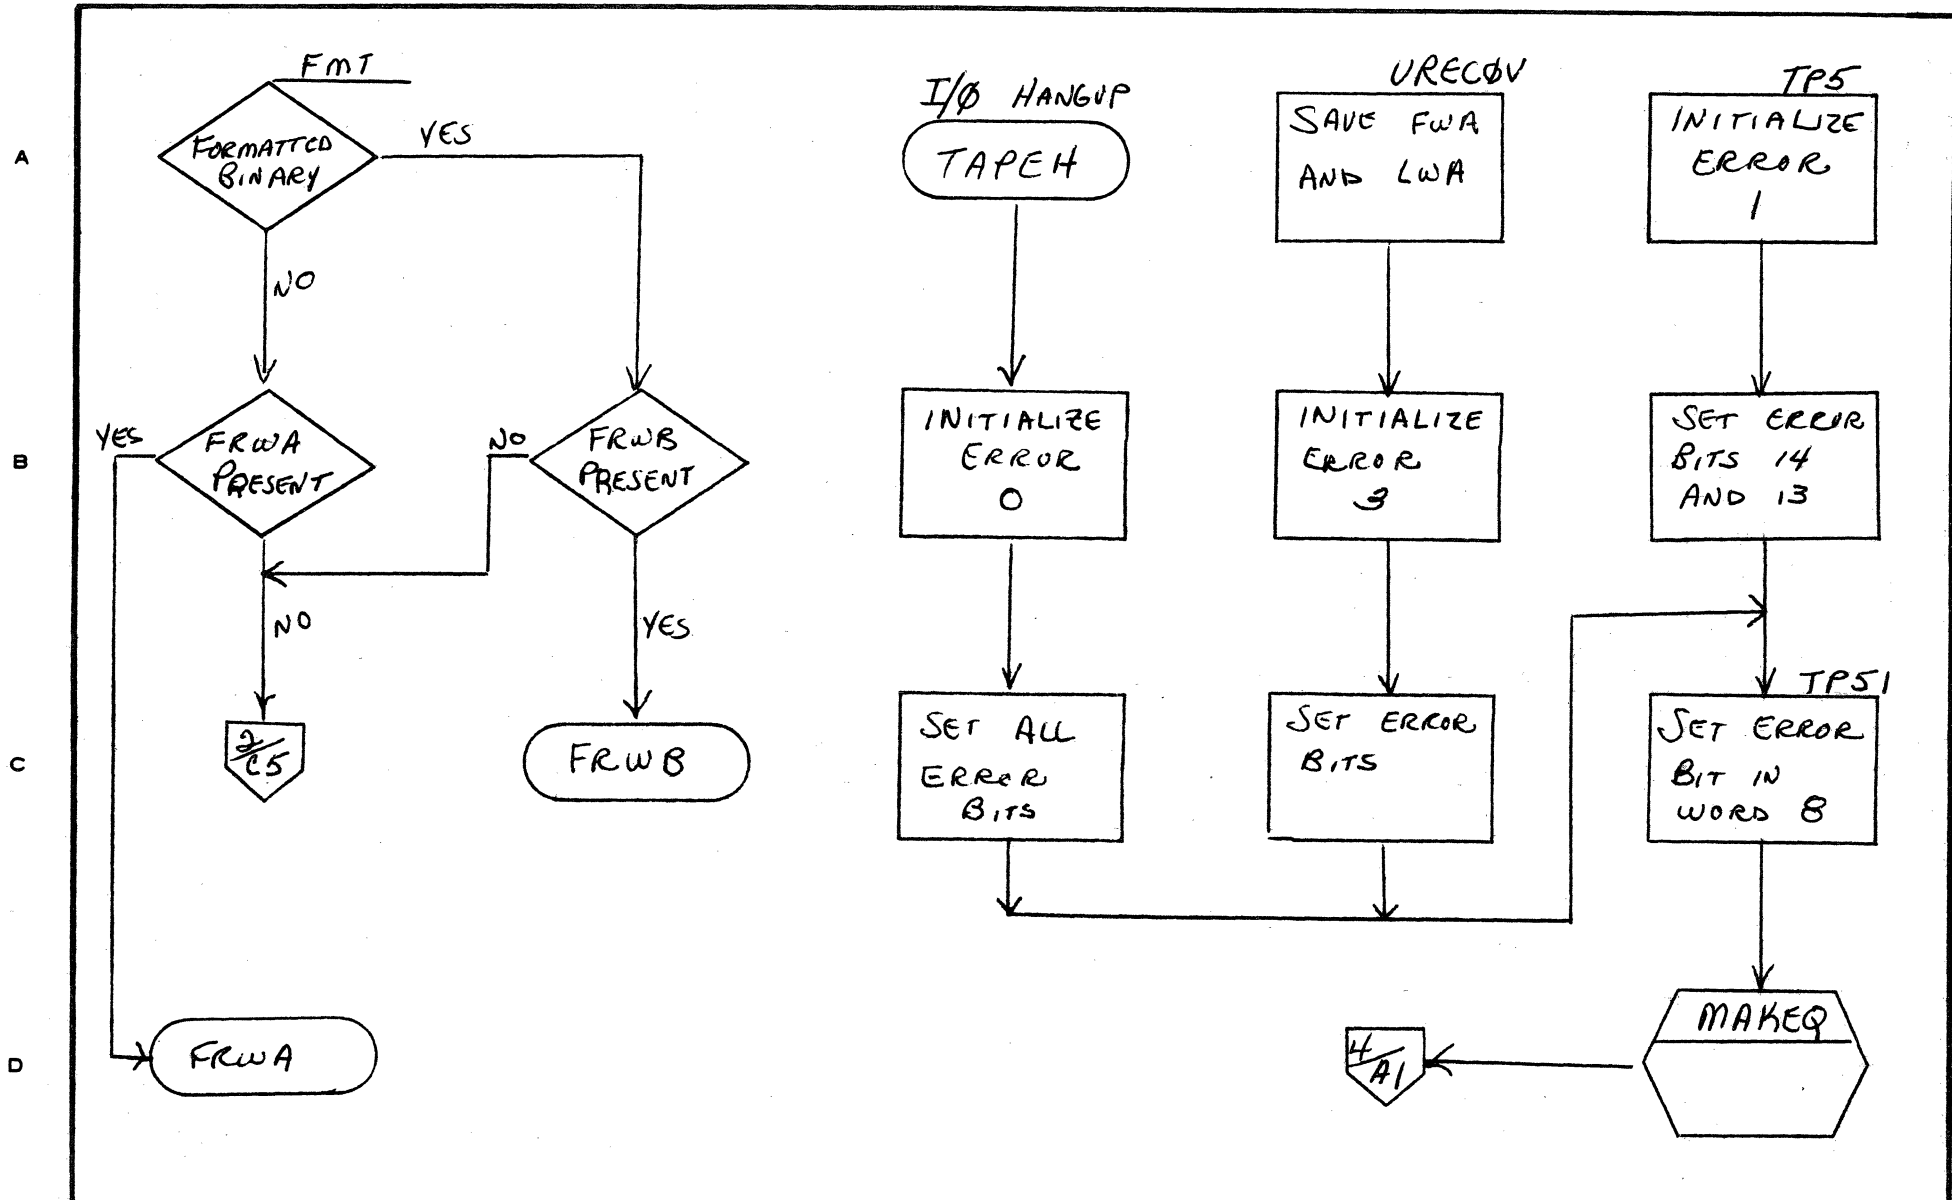 FMT
FORMATTED
BINARY
YES
NO
YES
FRWA
PRESENT
NO
FRWB
PRESENT
NO
YES
2/C5
FRWB
FRWA
I/Ø HANGUP
TAPEH
INITIALIZE
ERROR
0
SET ALL
ERROR
BITS
URECØV
SAVE FWA
AND LWA
INITIALIZE
ERROR
3
SET ERROR
BITS
TP5
INITIALIZE
ERROR
1
SET ERROR
BITS 14
AND 13
TP51
SET ERROR
BIT IN
WORD 8
MAKEQ
4/A1
A
B
C
D